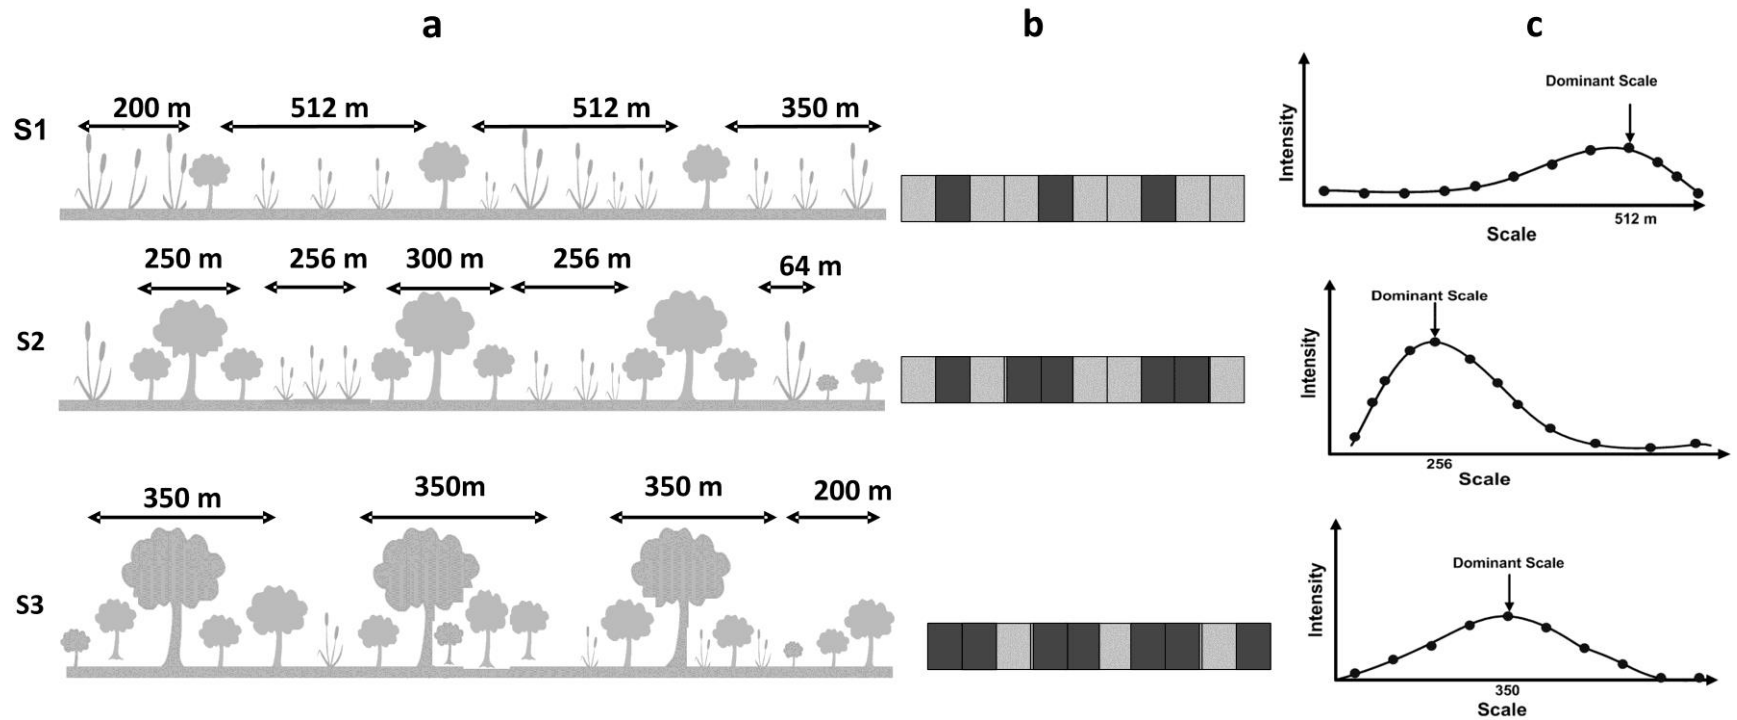 a
b
c
S1
200 m
512 m
512 m
350 m
Dominant Scale
Intensity
512 m
Scale
S2
250 m
256 m
300 m
256 m
64 m
Dominant Scale
Intensity
256
Scale
S3
350 m
350m
350 m
200 m
Dominant Scale
Intensity
350
Scale